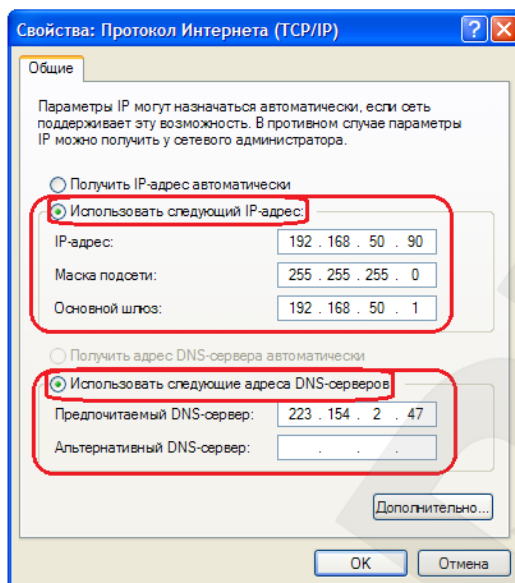 Свойства: Протокол Интернета (TCP/IP)
Общие
Параметры IP могут назначаться автоматически, если сеть
поддерживает эту возможность. В противном случае параметры
IP можно получить у сетевого администратора.
Получить IP-адрес автоматически
Использовать следующий IP-адрес:
IP-адрес: 192 . 168 . 50 . 90
Маска подсети: 255 . 255 . 255 . 0
Основной шлюз: 192 . 168 . 50 . 1
Получить адрес DNS-сервера автоматически
Использовать следующие адреса DNS-серверов
Предпочитаемый DNS-сервер: 223 . 154 . 2 . 47
Альтернативный DNS-сервер: . . .
Дополнительно...
ОК Отмена